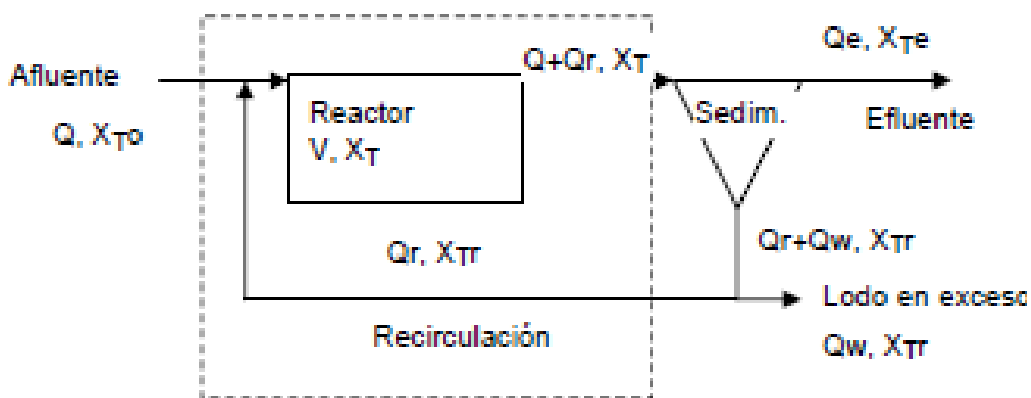 Qe, XTe
Q+Qr, XT
Afluente
Reactor
Sedim.
Efluente
Q, XTo
V, XT
Qr, XTr
Qr+Qw, XTr
Lodo en exceso
Recirculación
Qw, XTr